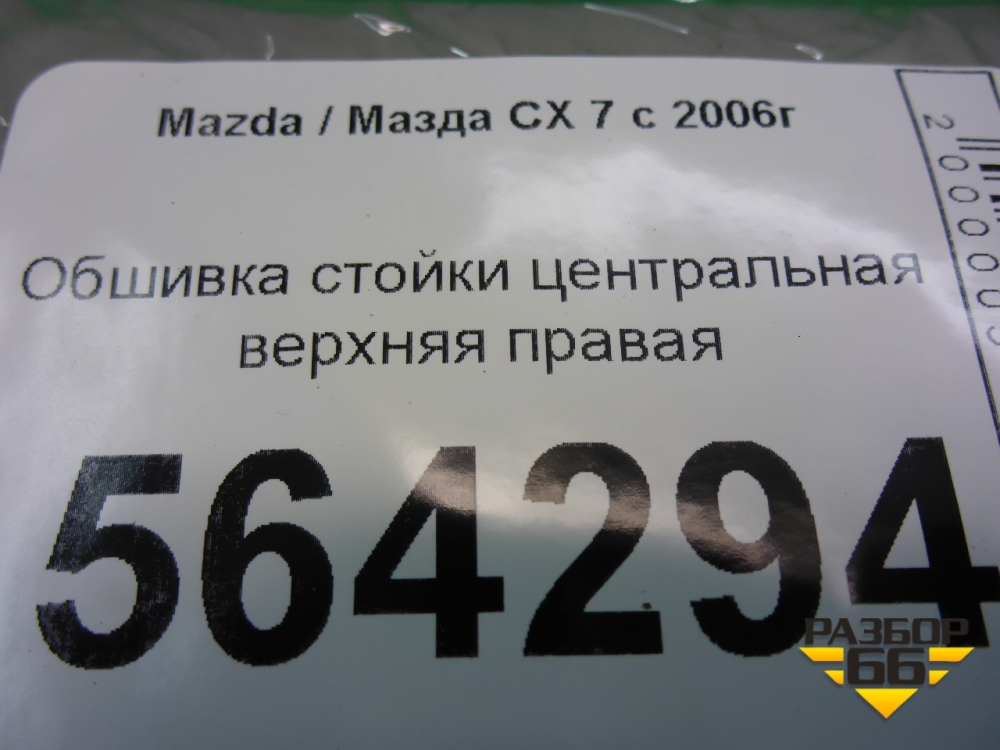 Mazda / Мазда CX 7 с 2006г
Обшивка стойки центральная
верхняя правая
564294
РАЗБОР
66